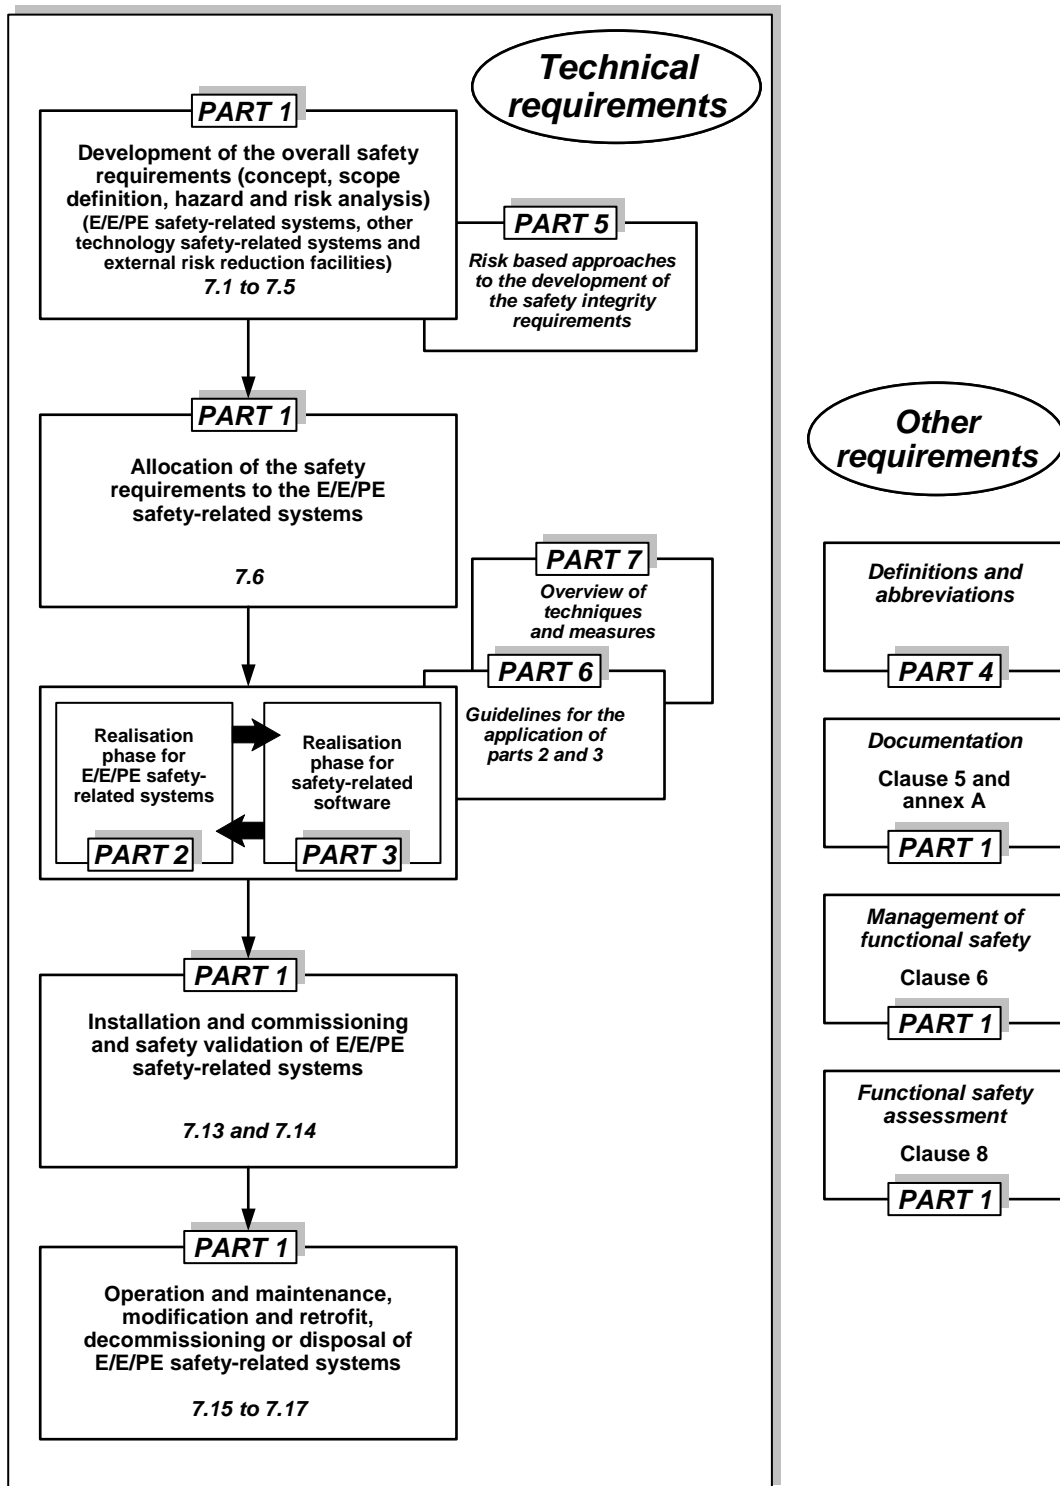 Technical
requirements
PART 1
Development of the overall safety
requirements (concept, scope
definition, hazard and risk analysis)
(E/E/PE safety-related systems, other
technology safety-related systems and
external risk reduction facilities)
7.1 to 7.5
PART 5
Risk based approaches
to the development of
the safety integrity
requirements
PART 1
Allocation of the safety
requirements to the E/E/PE
safety-related systems
7.6
PART 7
Overview of
techniques
and measures
PART 6
Guidelines for the
application of
parts 2 and 3
Realisation
phase for
E/E/PE safety-
related systems
PART 2
Realisation
phase for
safety-related
software
PART 3
PART 1
Installation and commissioning
and safety validation of E/E/PE
safety-related systems
7.13 and 7.14
PART 1
Operation and maintenance,
modification and retrofit,
decommissioning or disposal of
E/E/PE safety-related systems
7.15 to 7.17
Other
requirements
Definitions and
abbreviations
PART 4
Documentation
Clause 5 and
annex A
PART 1
Management of
functional safety
Clause 6
PART 1
Functional safety
assessment
Clause 8
PART 1